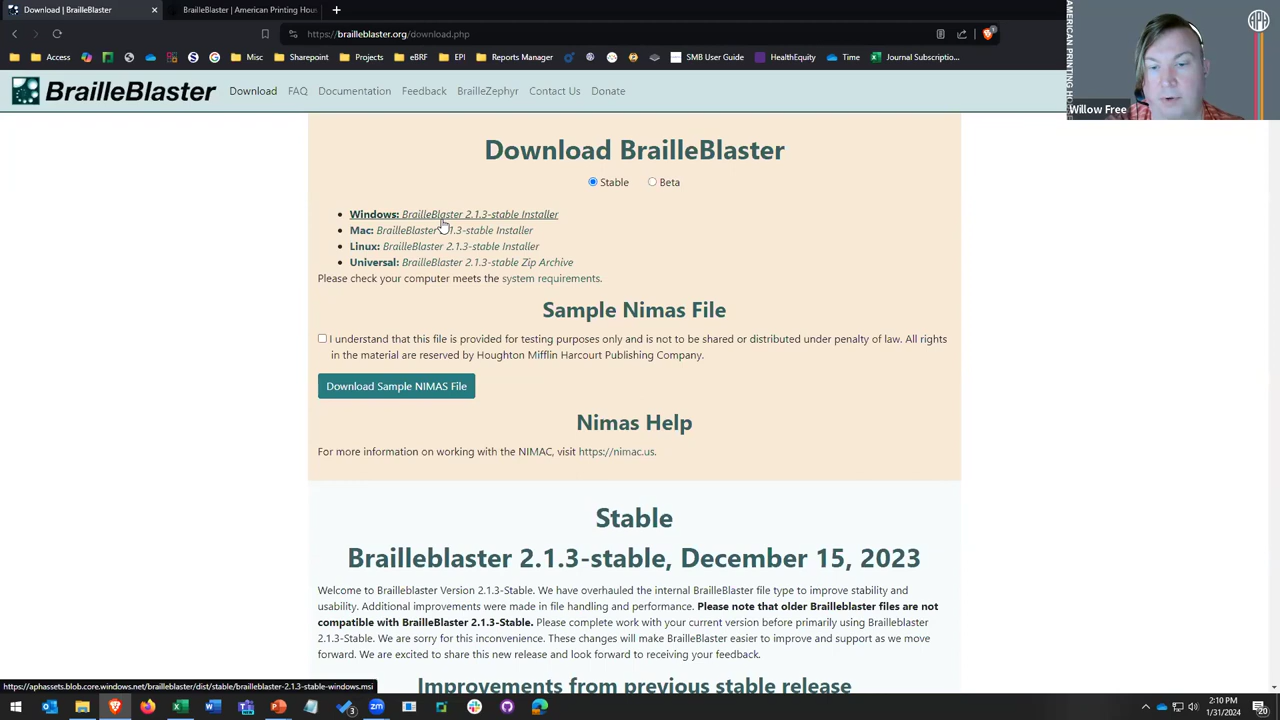 Download | BrailleBlaster
BrailleBlaster | American Printing Hous
https://brailleblaster.org/download.php
Access
Misc
Sharepoint
Projects
eBRF
EPI
Reports Manager
SMB User Guide
HealthEquity
Time
Journal Subscriptio...
AMERICAN PRINTING HO
APH
Willow Free
BrailleBlaster
Download FAQ Documentation Feedback BrailleZephyr Contact Us Donate
Download BrailleBlaster
Stable Beta
Windows: BrailleBlaster 2.1.3-stable Installer
Mac: BrailleBlaster 2.1.3-stable Installer
Linux: BrailleBlaster 2.1.3-stable Installer
Universal: BrailleBlaster 2.1.3-stable Zip Archive
Please check your computer meets the system requirements.
Sample Nimas File
I understand that this file is provided for testing purposes only and is not to be shared or distributed under penalty of law. All rights
in the material are reserved by Houghton Mifflin Harcourt Publishing Company.
Download Sample NIMAS File
Nimas Help
For more information on working with the NIMAC, visit https://nimac.us.
Stable
Brailleblaster 2.1.3-stable, December 15, 2023
Welcome to Brailleblaster Version 2.1.3-Stable. We have overhauled the internal BrailleBlaster file type to improve stability and
usability. Additional improvements were made in file handling and performance. Please note that older Brailleblaster files are not
compatible with BrailleBlaster 2.1.3-Stable. Please complete work with your current version before primarily using Brailleblaster
2.1.3-Stable. We are sorry for this inconvenience. These changes will make BrailleBlaster easier to improve and support as we move
forward. We are excited to share this new release and look forward to receiving your feedback.
Improvements from previous stable release
https://aphassets.blob.core.windows.net/brailleblaster/dist/stable/brailleblaster-2.1.3-stable-windows.msi
2:10 PM
1/31/2024